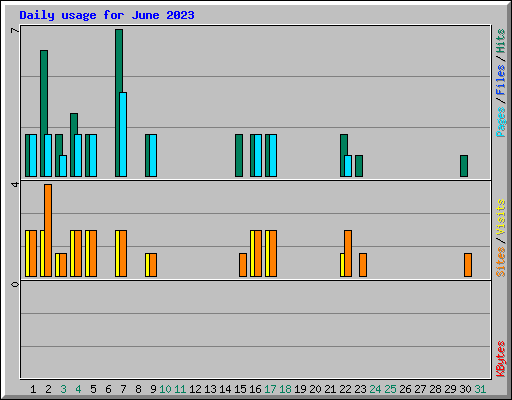 Daily usage for June 2023
7
Pages / Files / Hits
4
Sites / Visits
0
KBytes
1 2 3 4 5 6 7 8 9 10 11 12 13 14 15 16 17 18 19 20 21 22 23 24 25 26 27 28 29 30 31